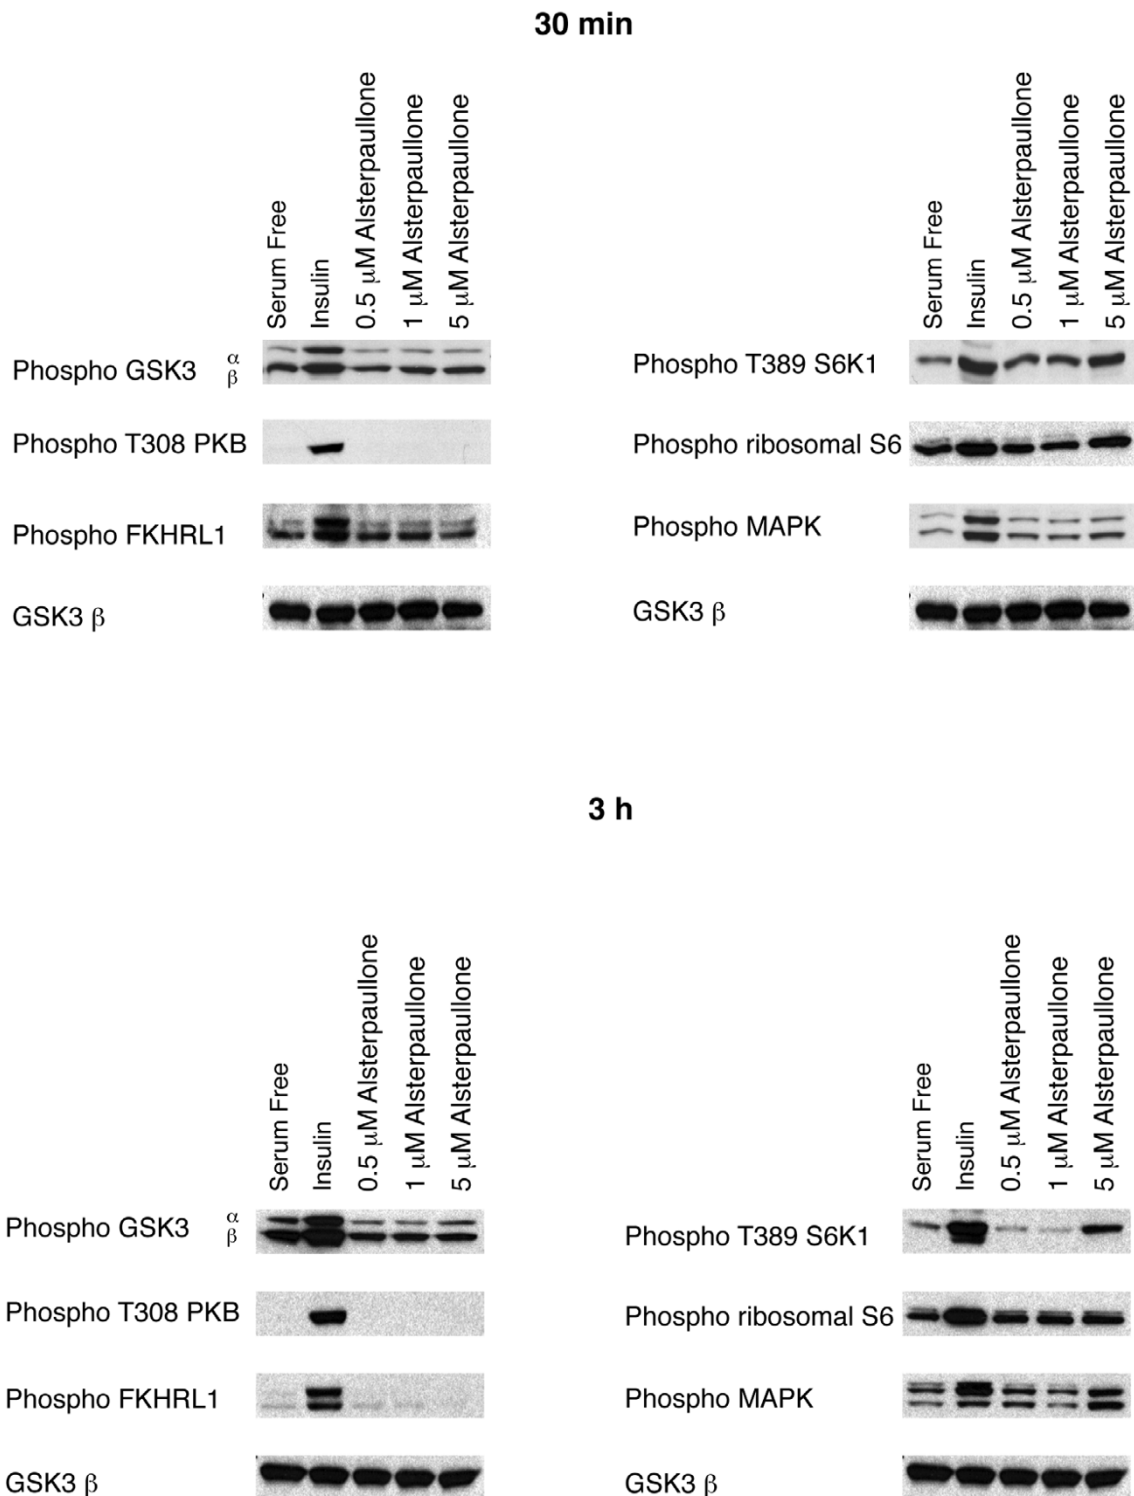 30 min
Serum Free
Insulin
0.5 μM Alsterpaullone
1 μM Alsterpaullone
5 μM Alsterpaullone
Phospho GSK3 α
β
Phospho T308 PKB
Phospho FKHRL1
GSK3 β
Serum Free
Insulin
0.5 μM Alsterpaullone
1 μM Alsterpaullone
5 μM Alsterpaullone
Phospho T389 S6K1
Phospho ribosomal S6
Phospho MAPK
GSK3 β
3 h
Serum Free
Insulin
0.5 μM Alsterpaullone
1 μM Alsterpaullone
5 μM Alsterpaullone
Phospho GSK3 α
β
Phospho T308 PKB
Phospho FKHRL1
GSK3 β
Serum Free
Insulin
0.5 μM Alsterpaullone
1 μM Alsterpaullone
5 μM Alsterpaullone
Phospho T389 S6K1
Phospho ribosomal S6
Phospho MAPK
GSK3 β